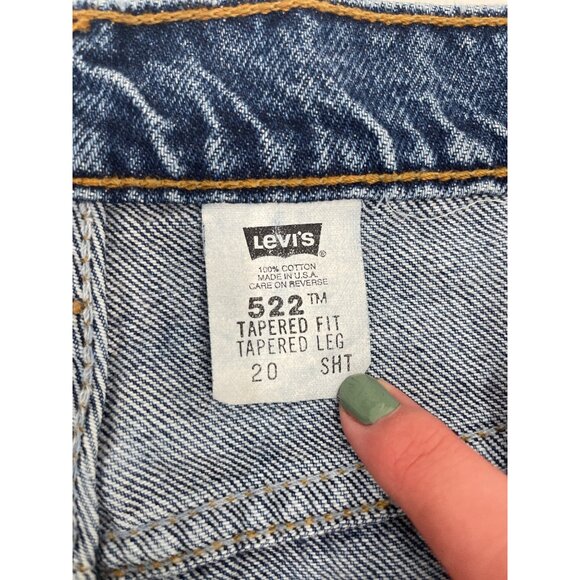 Levi's ®
100% COTTON
MADE IN U.S.A.
CARE ON REVERSE
522™
TAPERED FIT
TAPERED LEG
20 SHT